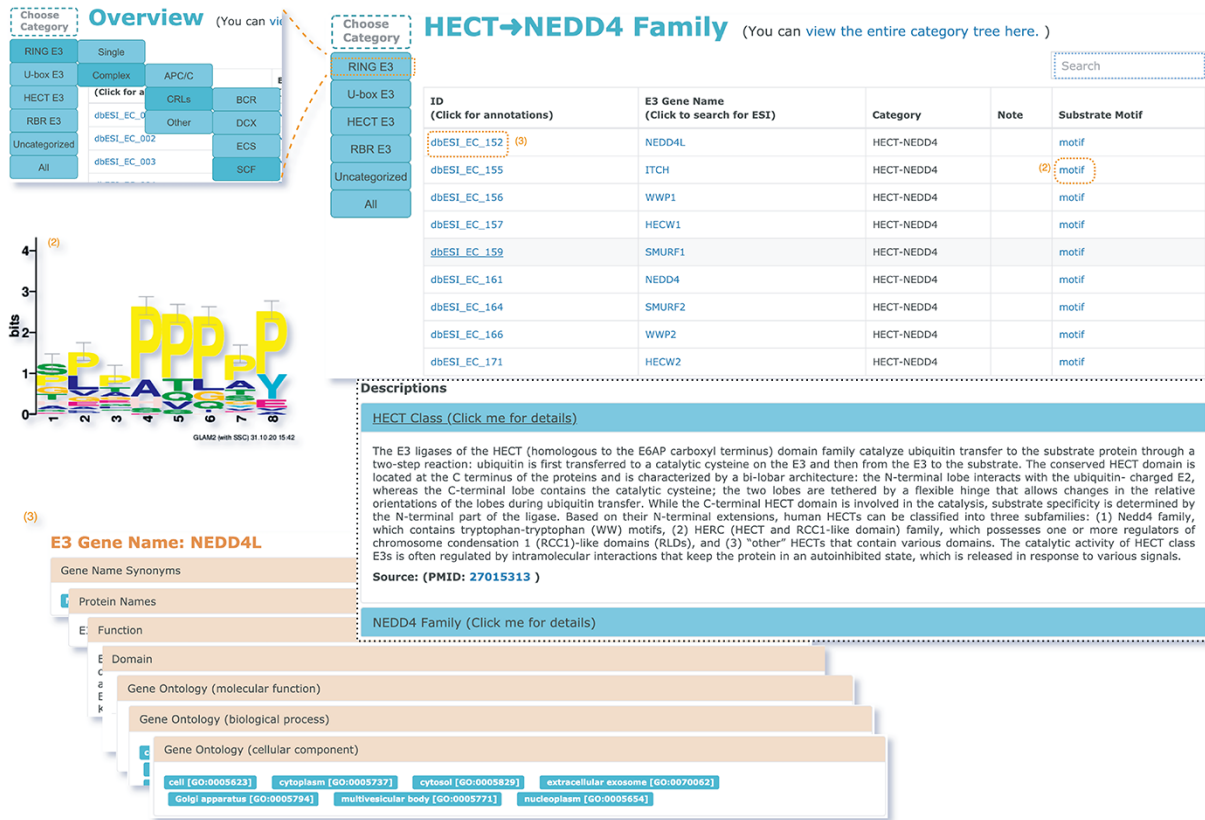 Choose
Category
Overview (You can vi
RING E3
Single
U-box E3
Complex
APC/C
(Click for a
HECT E3
CRLs
BCR
dbESI_EC_0
RBR E3
Other
DCX
dbESI_EC_002
Uncategorized
ECS
dbESI_EC_003
All
SCF
Choose
Category
HECT→NEDD4 Family (You can view the entire category tree here. )
RING E3
Search
U-box E3
HECT E3
RBR E3
Uncategorized
All
ID
(Click for annotations)
E3 Gene Name
(Click to search for ESI)
Category
Note
Substrate Motif
dbESI_EC_152 (3) NEDD4L HECT-NEDD4 motif
dbESI_EC_155 ITCH HECT-NEDD4 (2) motif
dbESI_EC_156 WWP1 HECT-NEDD4 motif
dbESI_EC_157 HECW1 HECT-NEDD4 motif
dbESI_EC_159 SMURF1 HECT-NEDD4 motif
dbESI_EC_161 NEDD4 HECT-NEDD4 motif
dbESI_EC_164 SMURF2 HECT-NEDD4 motif
dbESI_EC_166 WWP2 HECT-NEDD4 motif
dbESI_EC_171 HECW2 HECT-NEDD4 motif
(2)
4
3
2
1
0
bits
1 2 3 4 5 6 7 8
GLAM2 (with SSC) 31.10.20 15:42
Descriptions
HECT Class (Click me for details)
The E3 ligases of the HECT (homologous to the E6AP carboxyl terminus) domain family catalyze ubiquitin transfer to the substrate protein through a
two-step reaction: ubiquitin is first transferred to a catalytic cysteine on the E3 and then from the E3 to the substrate. The conserved HECT domain is
located at the C terminus of the proteins and is characterized by a bi-lobar architecture: the N-terminal lobe interacts with the ubiquitin- charged E2,
whereas the C-terminal lobe contains the catalytic cysteine; the two lobes are tethered by a flexible hinge that allows changes in the relative
orientations of the lobes during ubiquitin transfer. While the C-terminal HECT domain is involved in the catalysis, substrate specificity is determined by
the N-terminal part of the ligase. Based on their N-terminal extensions, human HECTs can be classified into three subfamilies: (1) Nedd4 family,
which contains tryptophan-tryptophan (WW) motifs, (2) HERC (HECT and RCC1-like domain) family, which possesses one or more regulators of
chromosome condensation 1 (RCC1)-like domains (RLDs), and (3) “other” HECTs that contain various domains. The catalytic activity of HECT class
E3s is often regulated by intramolecular interactions that keep the protein in an autoinhibited state, which is released in response to various signals.
Source: (PMID: 27015313 )
NEDD4 Family (Click me for details)
(3)
E3 Gene Name: NEDD4L
Gene Name Synonyms
Protein Names
Function
Domain
Gene Ontology (molecular function)
Gene Ontology (biological process)
Gene Ontology (cellular component)
cell [GO:0005623] cytoplasm [GO:0005737] cytosol [GO:0005829] extracellular exosome [GO:0070062]
Golgi apparatus [GO:0005794] multivesicular body [GO:0005771] nucleoplasm [GO:0005654]